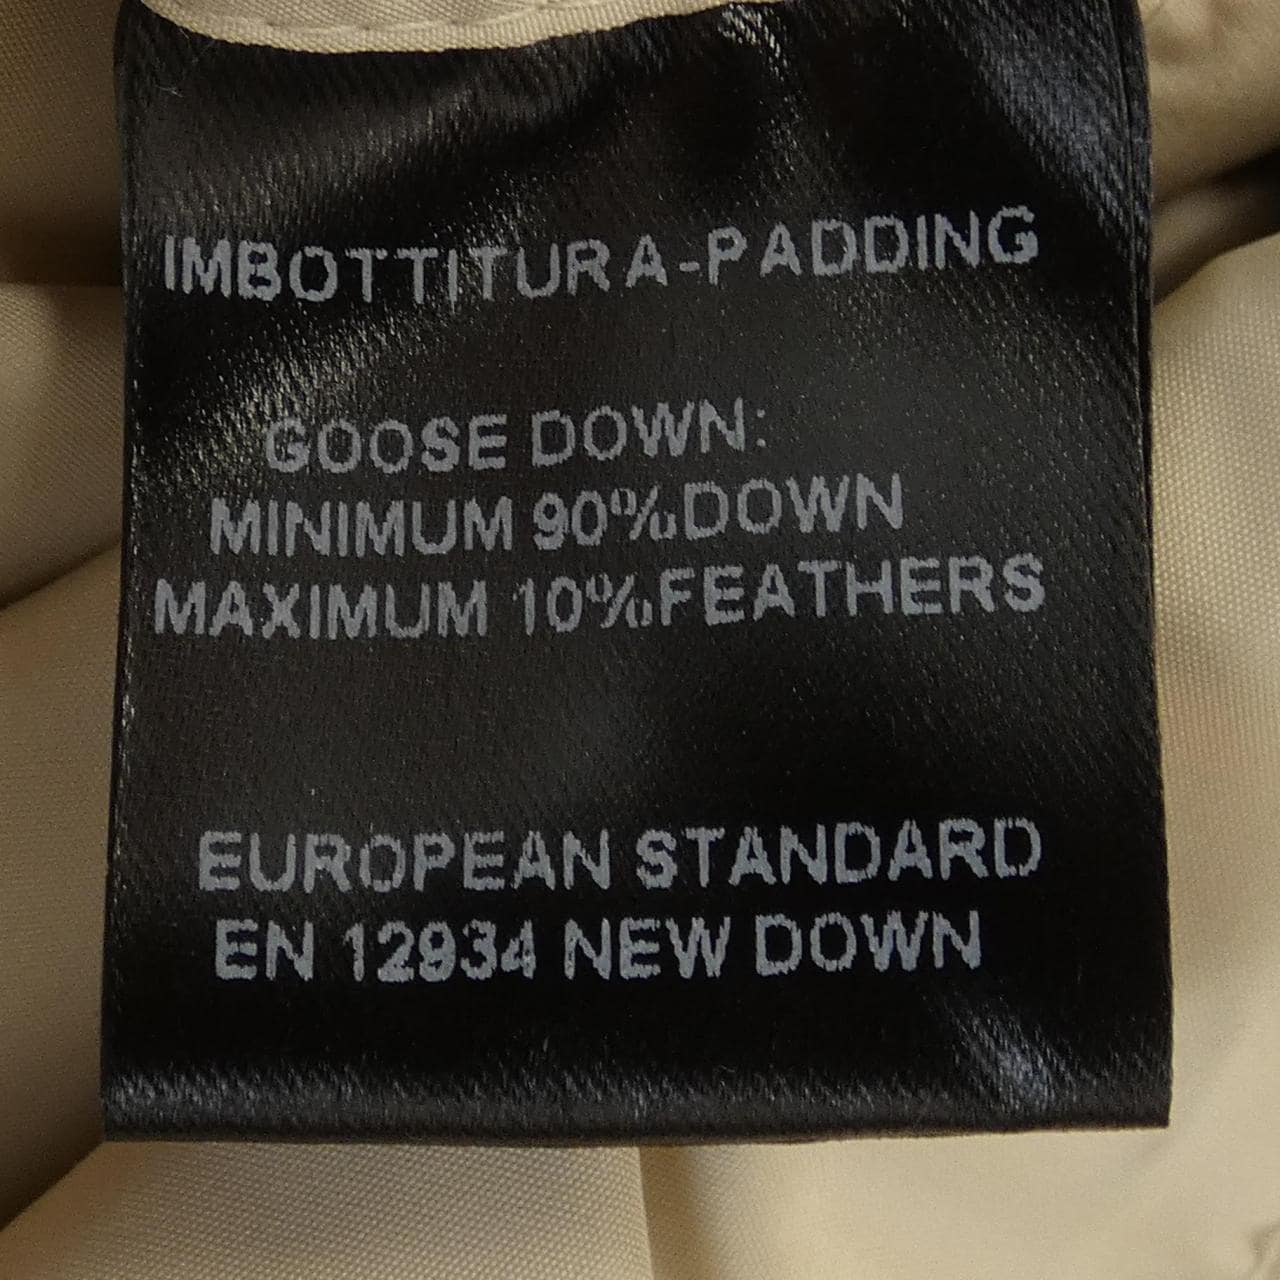 IMBOTTITURA-PADDING
GOOSE DOWN:
MINIMUM 90%DOWN
MAXIMUM 10%FEATHERS
EUROPEAN STANDARD
EN 12934 NEW DOWN